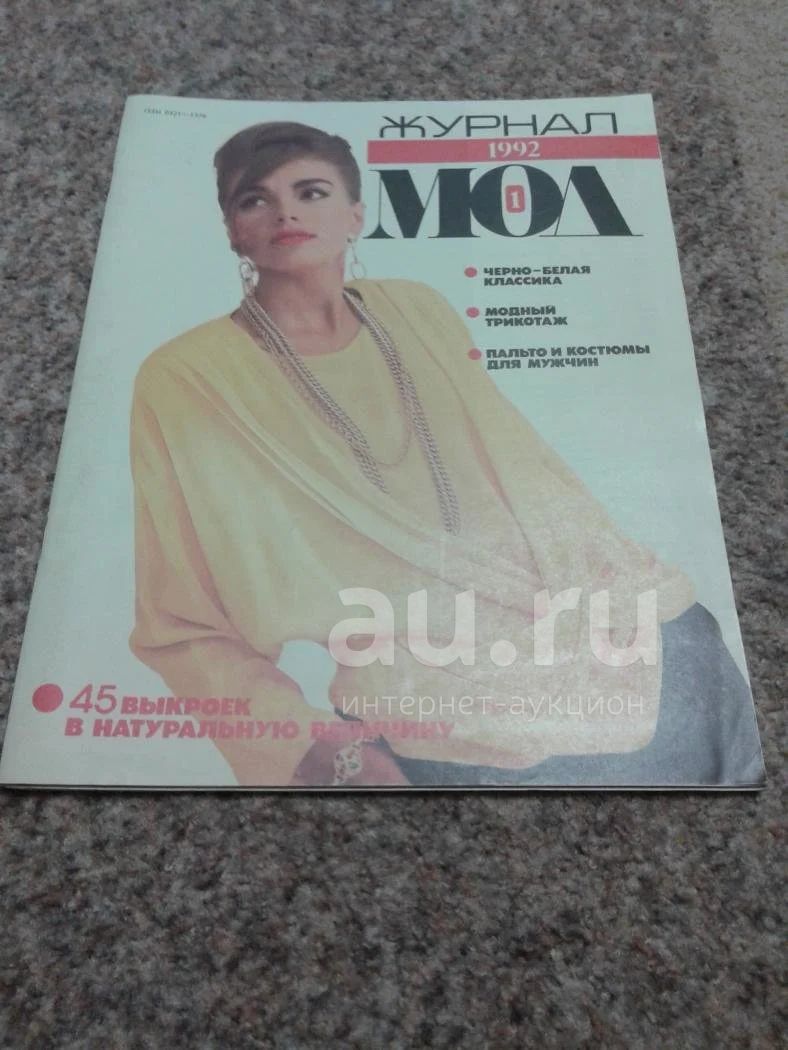 ЖУРНАЛ
1992
МОД
1
ЧЕРНО-БЕЛАЯ
КЛАССИКА
МОДНЫЙ
ТРИКОТАЖ
ПАЛЬТО И КОСТЮМЫ
ДЛЯ МУЖЧИН
au.ru
интернет-аукцион
45 ВЫКРОЕК
В НАТУРАЛЬНУЮ ВЕЛИЧИНУ